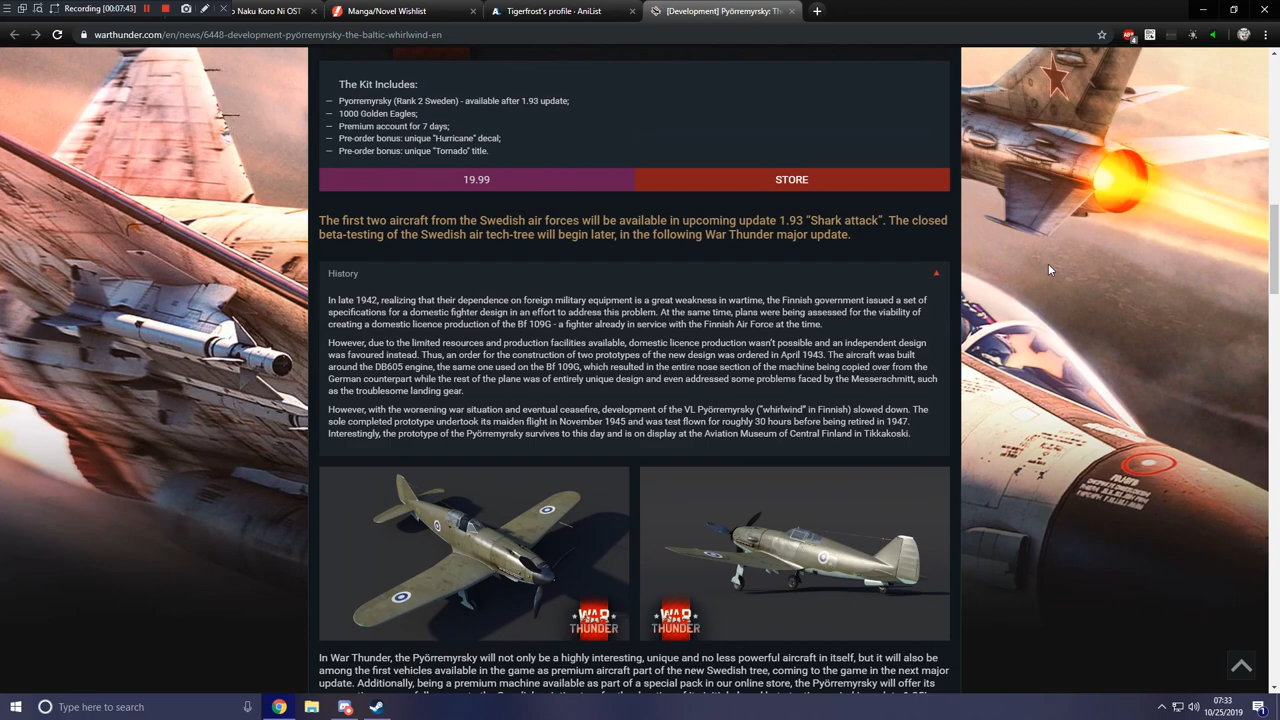 Recording [00:07:43]
Naku Koro Ni OST
Manga/Novel Wishlist
Tigerfrost's profile · AniList
[Development] Pyörremyrsky: Th
warthunder.com/en/news/6448-development-pyörremyrsky-the-baltic-whirlwind-en
The Kit Includes:
— Pyorremyrsky (Rank 2 Sweden) - available after 1.93 update;
— 1000 Golden Eagles;
— Premium account for 7 days;
— Pre-order bonus: unique "Hurricane" decal;
— Pre-order bonus: unique "Tornado" title.
19.99
STORE
The first two aircraft from the Swedish air forces will be available in upcoming update 1.93 “Shark attack”. The closed
beta-testing of the Swedish air tech-tree will begin later, in the following War Thunder major update.
History
In late 1942, realizing that their dependence on foreign military equipment is a great weakness in wartime, the Finnish government issued a set of
specifications for a domestic fighter design in an effort to address this problem. At the same time, plans were being assessed for the viability of
creating a domestic licence production of the Bf 109G - a fighter already in service with the Finnish Air Force at the time.
However, due to the limited resources and production facilities available, domestic licence production wasn’t possible and an independent design
was favoured instead. Thus, an order for the construction of two prototypes of the new design was ordered in April 1943. The aircraft was built
around the DB605 engine, the same one used on the Bf 109G, which resulted in the entire nose section of the machine being copied over from the
German counterpart while the rest of the plane was of entirely unique design and even addressed some problems faced by the Messerschmitt, such
as the troublesome landing gear.
However, with the worsening war situation and eventual ceasefire, development of the VL Pyörremyrsky (“whirlwind” in Finnish) slowed down. The
sole completed prototype undertook its maiden flight in November 1945 and was test flown for roughly 30 hours before being retired in 1947.
Interestingly, the prototype of the Pyörremyrsky survives to this day and is on display at the Aviation Museum of Central Finland in Tikkakoski.
WAR
THUNDER
WAR
THUNDER
In War Thunder, the Pyörremyrsky will not only be a highly interesting, unique and no less powerful aircraft in itself, but it will also be
among the first vehicles available in the game as premium aircraft part of the new Swedish tree, coming to the game in the next major
update. Additionally, being a premium machine available as part of a special pack in our online store, the Pyörremyrsky will offer its
Type here to search
07:33
10/25/2019